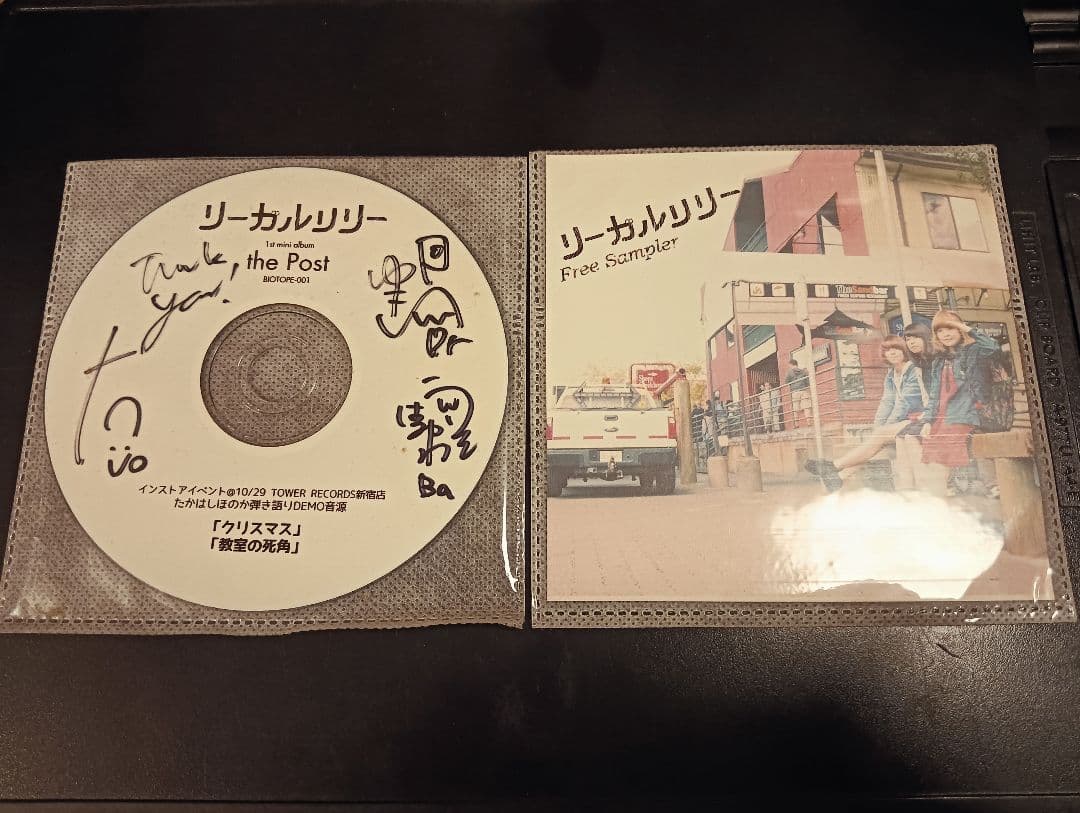 リーガルリリー
1st mini album
the Post
BIOTOPE-001
Thank
you.
Dr
Ba
インストアイベント@10/29 TOWER RECORDS新宿店
たかはしほのか弾き語りDEMO音源
「クリスマス」
「教室の死角」
リーガルリリー
Free Sampler